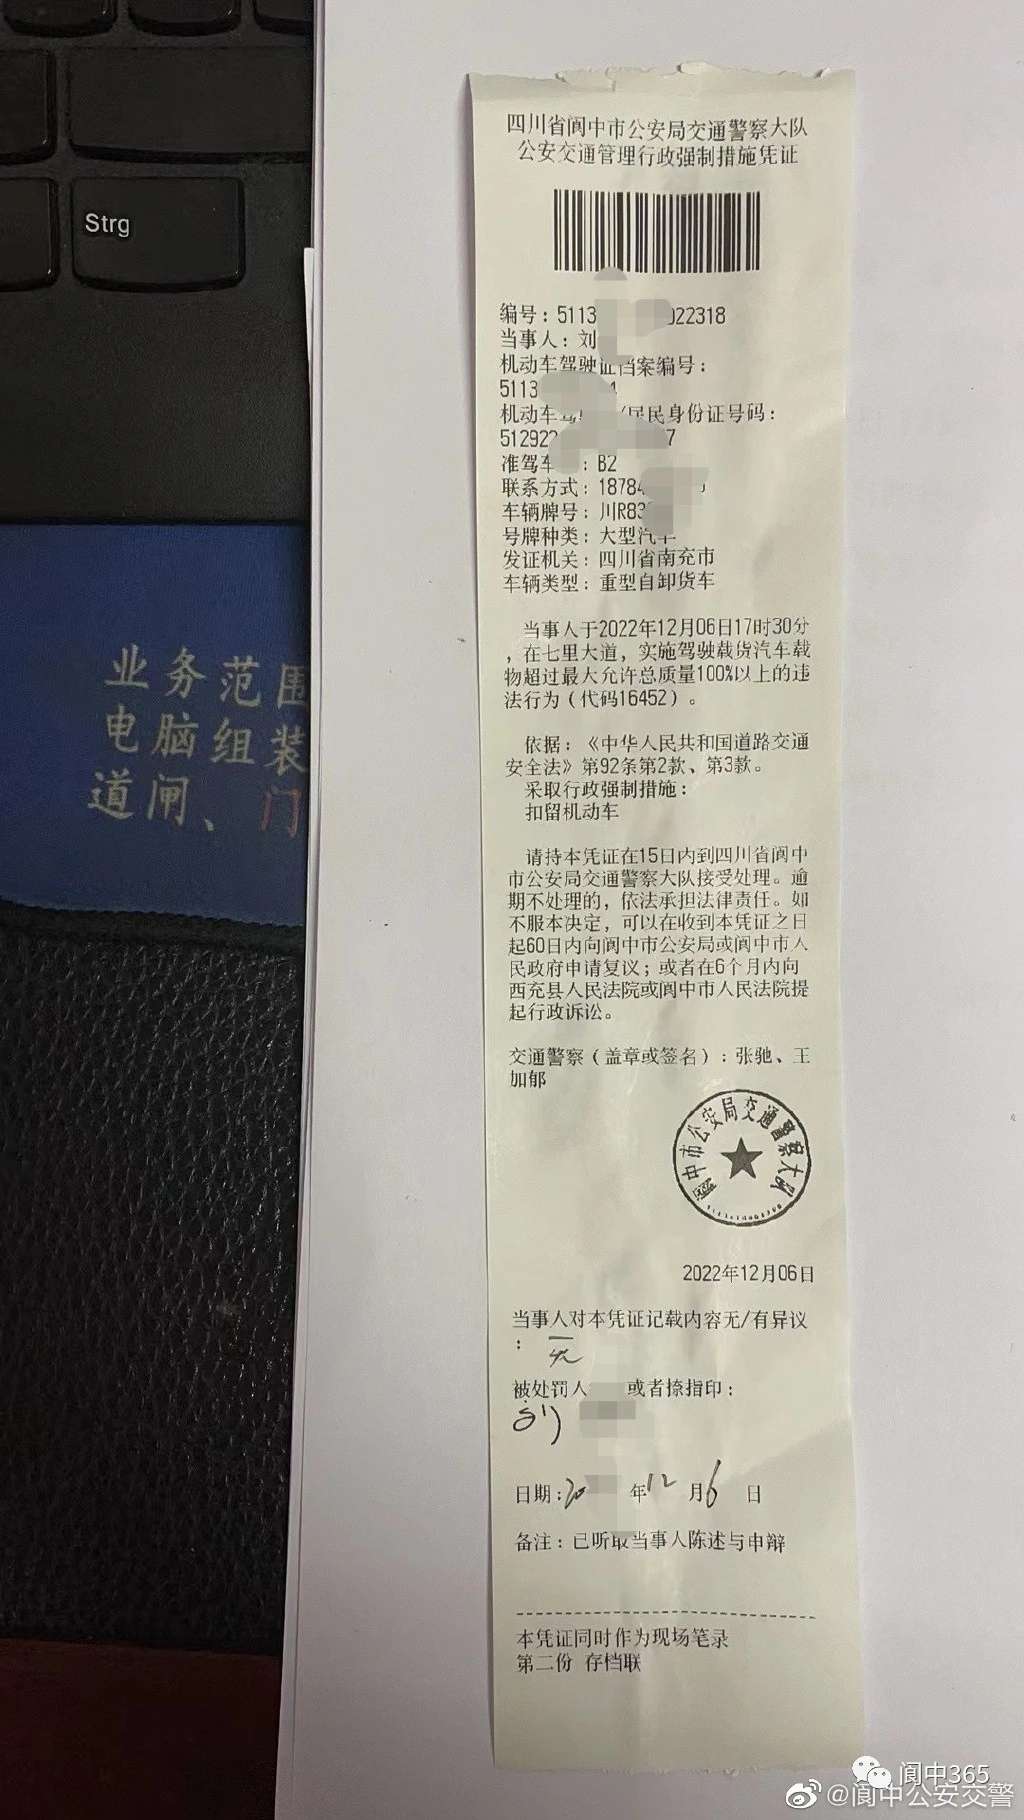 Strg
业务范围
电脑组装
道闸、门
四川省阆中市公安局交通警察大队
公安交通管理行政强制措施凭证
编号：5113 022318
当事人：刘
机动车驾驶证档案编号：
5113
机动车驾 民身份证号码：
512922 7
准驾车 ：B2
联系方式：18784
车辆牌号：川R83
号牌种类：大型汽车
发证机关：四川省南充市
车辆类型：重型自卸货车
当事人于2022年12月06日17时30分
，在七里大道，实施驾驶载货汽车载
物超过最大允许总质量100%以上的违
法行为（代码16452）。
依据：《中华人民共和国道路交通
安全法》第92条第2款、第3款。
采取行政强制措施：
扣留机动车
请持本凭证在15日内到四川省阆中
市公安局交通警察大队接受处理。逾
期不处理的，依法承担法律责任。如
不服本决定，可以在收到本凭证之日
起60日内向阆中市公安局或阆中市人
民政府申请复议；或者在6个月内向
西充县人民法院或阆中市人民法院提
起行政诉讼。
交通警察（盖章或签名）：张驰、王
加郁
阆中市公安局交通警察大队
2022年12月06日
当事人对本凭证记载内容无/有异议
：无
被处罚人 或者捺指印：
刘
日期：20 年12月6日
备注：已听取当事人陈述与申辩
本凭证同时作为现场笔录
第二份 存档联
阆中365
@阆中公安交警